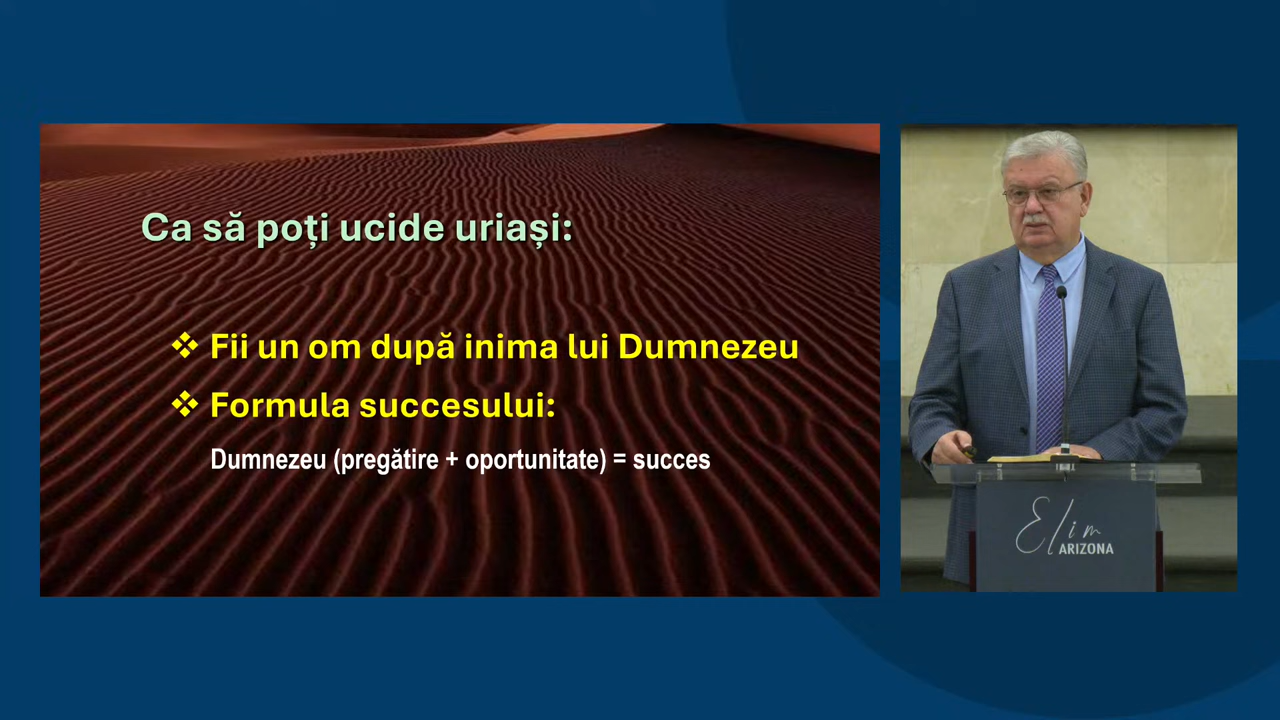 Ca să poți ucide uriași:
❖ Fii un om după inima lui Dumnezeu
❖ Formula succesului:
Dumnezeu (pregătire + oportunitate) = succes
Elim
ARIZONA